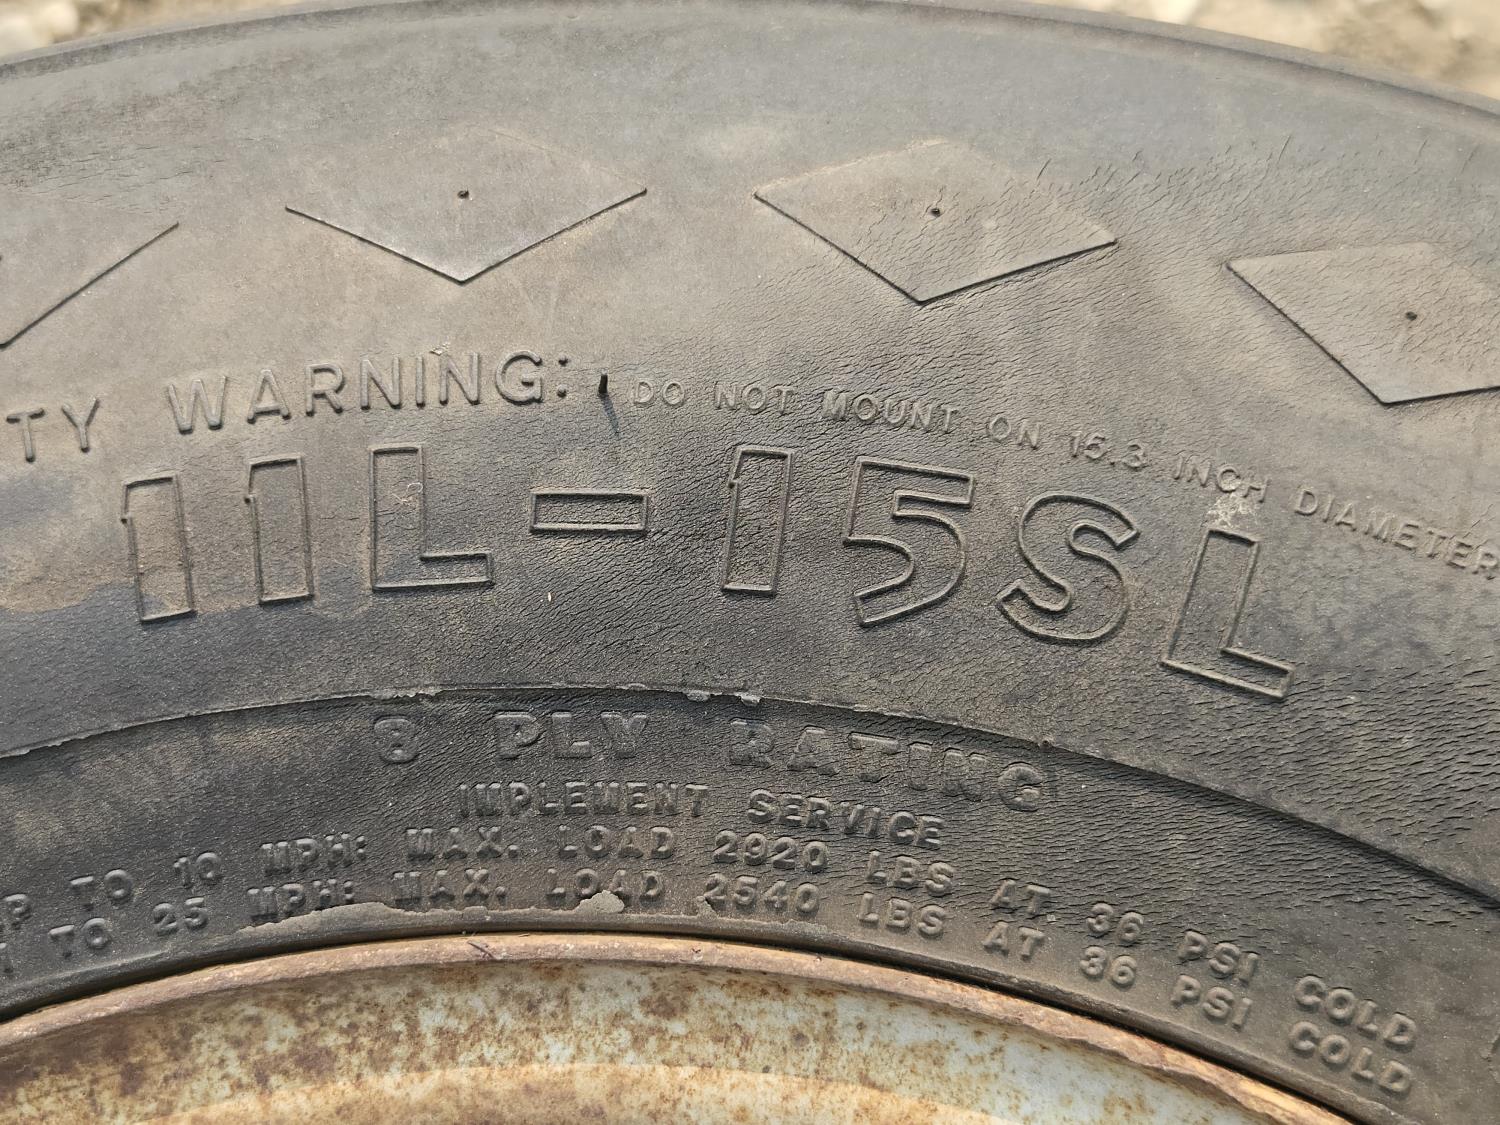 TY WARNING: DO NOT MOUNT ON 15.3 INCH DIAMETER
11L-15SL
8 PLY RATING
IMPLEMENT SERVICE
P TO 10 MPH: MAX. LOAD 2920 LBS AT 36 PSI COLD
TO 25 MPH: MAX. LOAD 2540 LBS AT 36 PSI COLD